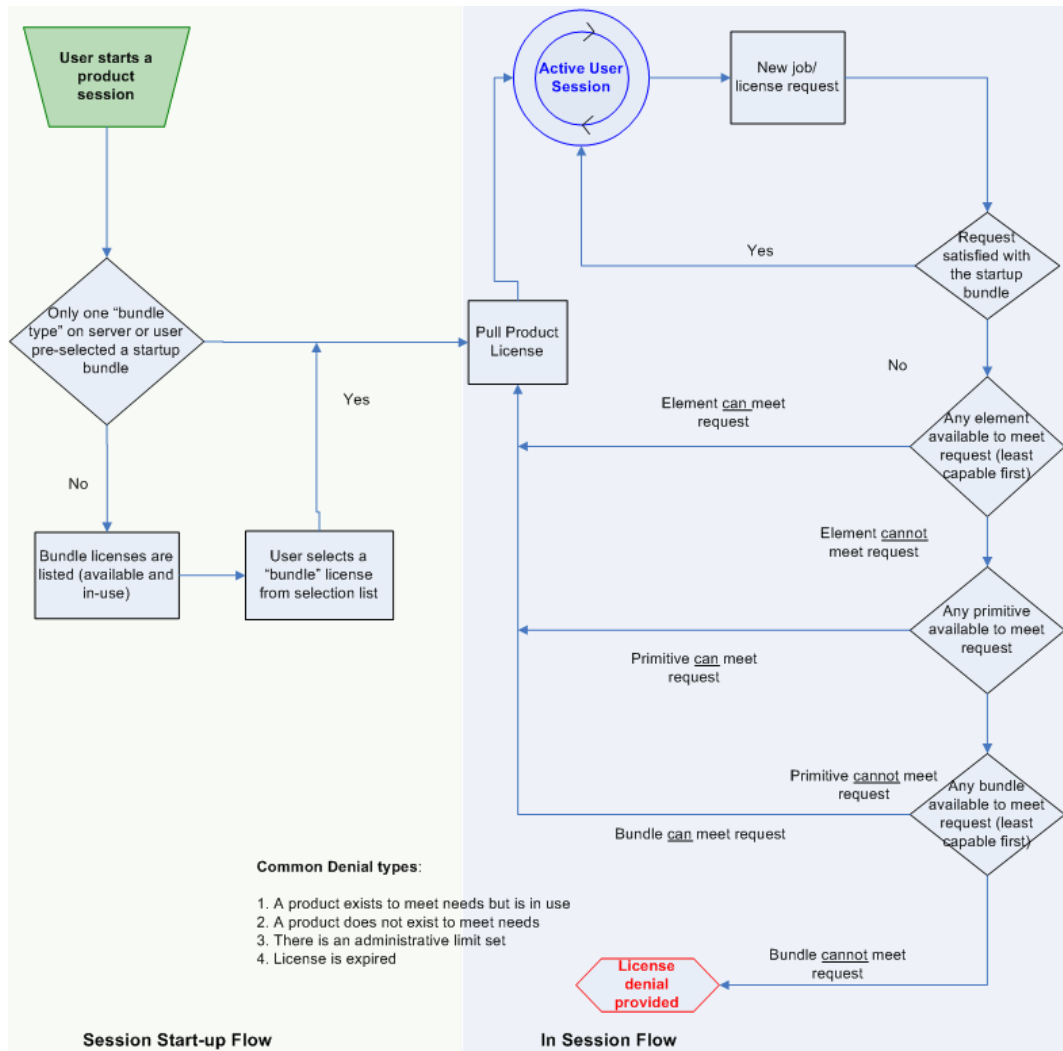 User starts a
product
session
Only one “bundle
type” on server or user
pre-selected a startup
bundle
Yes
No
Bundle licenses are
listed (available and
in-use)
User selects a
“bundle” license
from selection list
Common Denial types:
1. A product exists to meet needs but is in use
2. A product does not exist to meet needs
3. There is an administrative limit set
4. License is expired
Session Start-up Flow
Active User
Session
New job/
license request
Request
satisfied with
the startup
bundle
Yes
No
Pull Product
License
Element can meet
request
Any element
available to meet
request (least
capable first)
Element cannot
meet request
Any primitive
available to meet
request
Primitive can meet
request
Primitive cannot meet
request
Any bundle
available to meet
request (least
capable first)
Bundle can meet request
Bundle cannot meet
request
License
denial
provided
In Session Flow